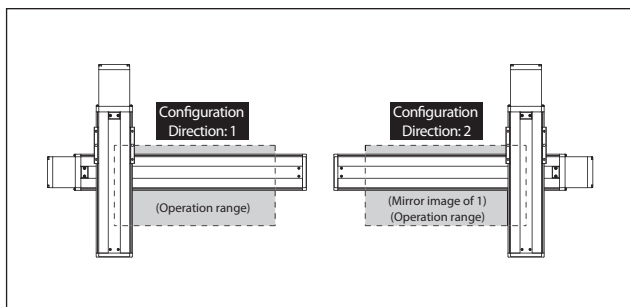 Configuration
Direction: 1
(Operation range)
Configuration
Direction: 2
(Mirror image of 1)
(Operation range)